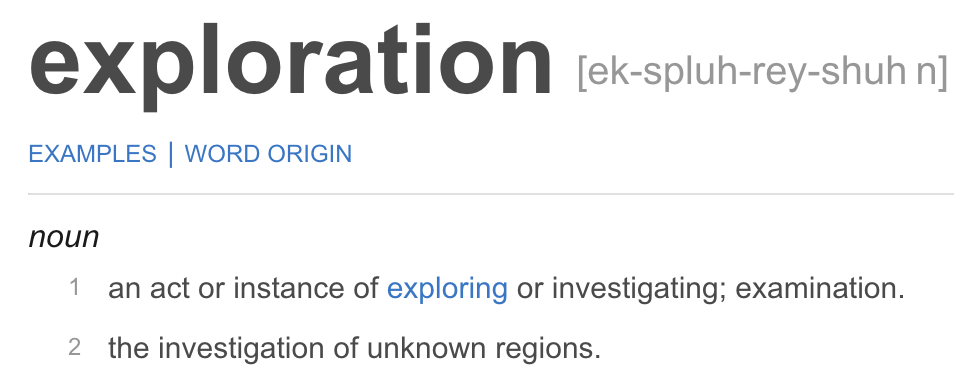 exploration [ek-spluh-rey-shuh n]
EXAMPLES | WORD ORIGIN
noun
1 an act or instance of exploring or investigating; examination.
2 the investigation of unknown regions.